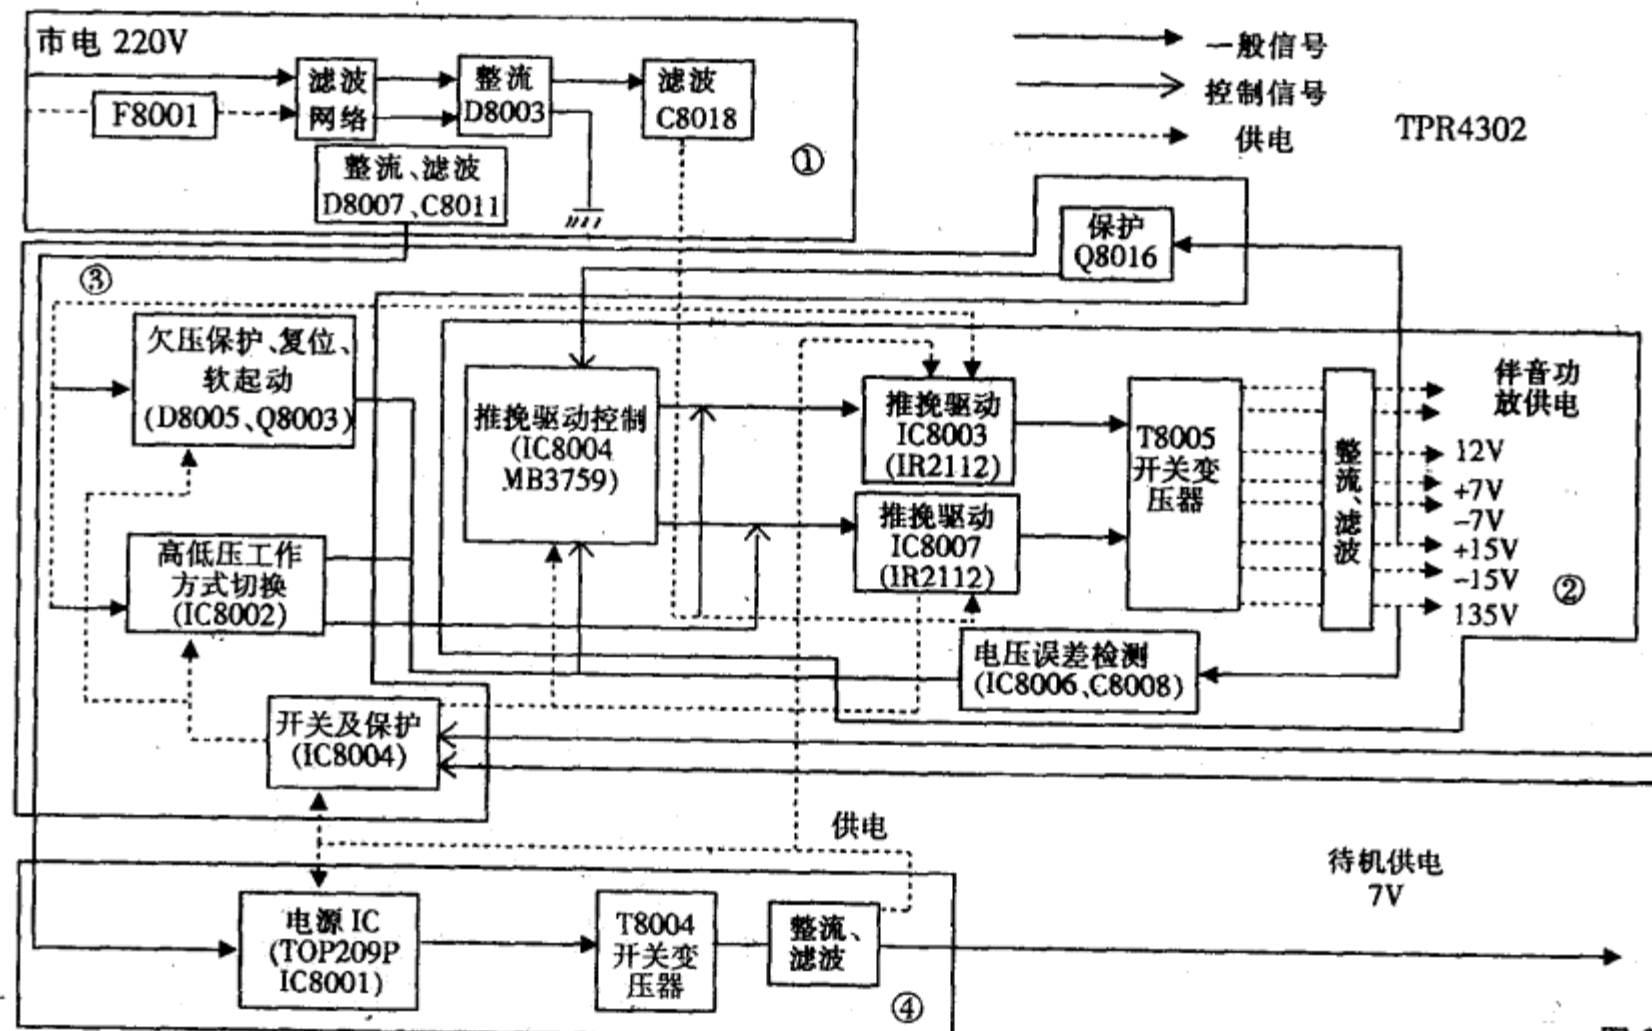 市电 220V
F8001
滤波
网络
整流
D8003
滤波
C8018
整流、滤波
D8007、C8011
①
一般信号
控制信号
供电
TPR4302
保护
Q8016
③
欠压保护、复位、
软起动
(D8005、Q8003)
高低压工作
方式切换
(IC8002)
开关及保护
(IC8004)
推挽驱动控制
(IC8004
MB3759)
推挽驱动
IC8003
(IR2112)
推挽驱动
IC8007
(IR2112)
T8005
开关变
压器
整流、滤波
伴音功
放供电
12V
+7V
-7V
+15V
-15V
135V
②
电压误差检测
(IC8006、C8008)
供电
待机供电
7V
电源 IC
(TOP209P
IC8001)
T8004
开关变
压器
整流、
滤波
④